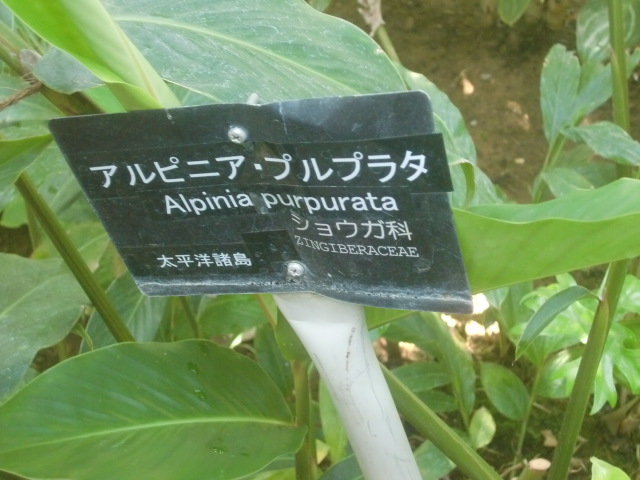 アルピニア・プルプラタ
Alpinia purpurata
ショウガ科
ZINGIBERACEAE
太平洋諸島